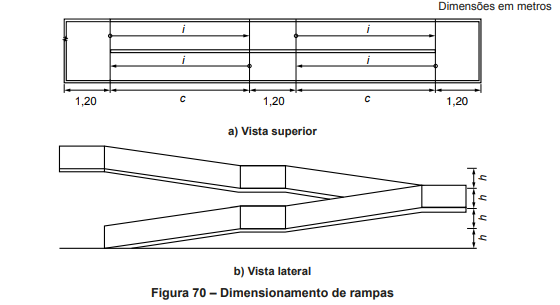 Dimensões em metros
i i
i i
1,20 c 1,20 c 1,20
a) Vista superior
h
h
h
h
b) Vista lateral
Figura 70 – Dimensionamento de rampas